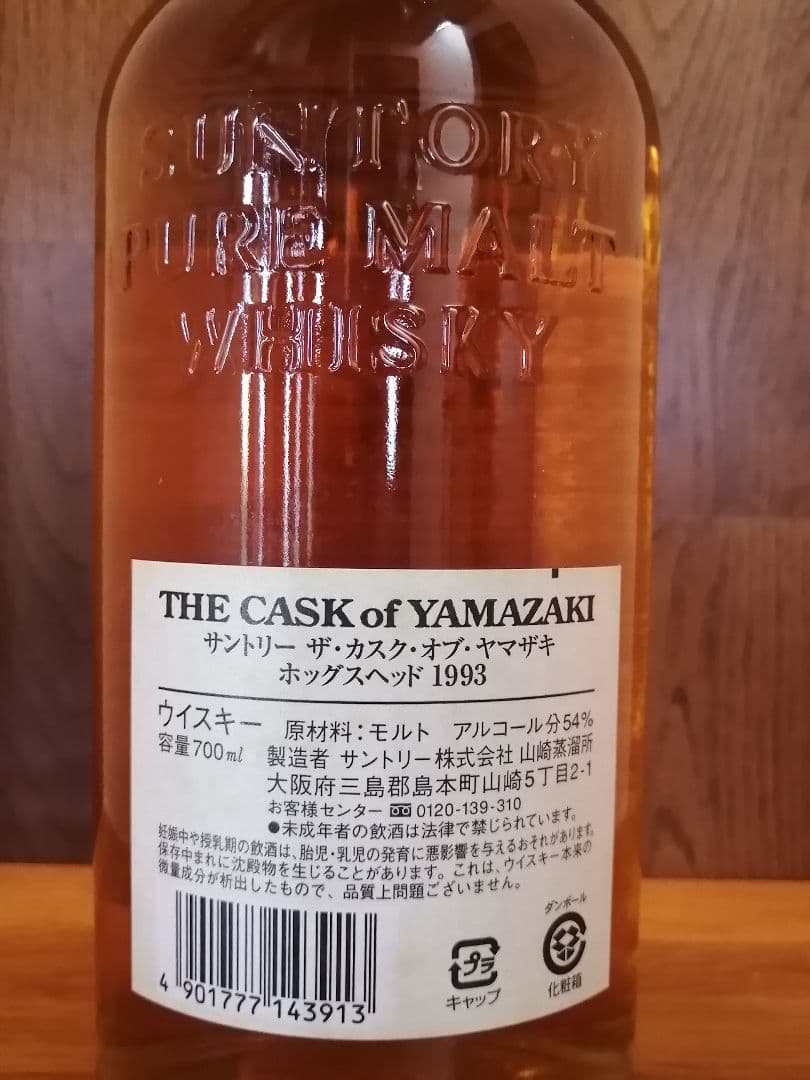 SUNTORY
PURE MALT
WHISKY
THE CASK of YAMAZAKI
サントリー ザ・カスク・オブ・ヤマザキ
ホッグスヘッド 1993
ウイスキー 原材料:モルト アルコール分54%
容量700ml 製造者 サントリー株式会社 山崎蒸溜所
大阪府三島郡島本町山崎5丁目2-1
お客様センター 0120-139-310
●未成年者の飲酒は法律で禁じられています。
妊娠中や授乳期の飲酒は、胎児・乳児の発育に悪影響を与えるおそれがあります。
保存中まれに沈殿物を生じることがあります。これは、ウイスキー本来の
微量成分が析出したもので、品質上問題ございません。
4 901777 143913
プラ
キャップ
ダンボール
化粧箱